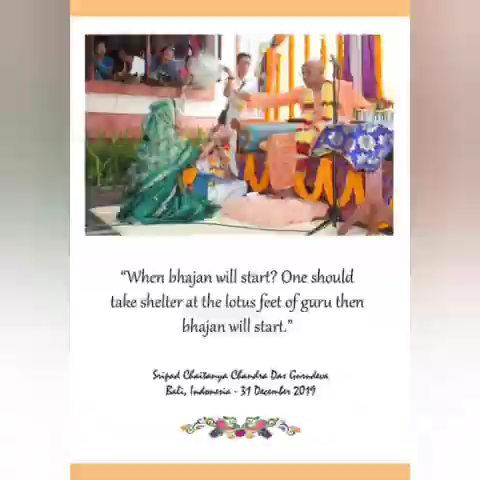 “When bhajan will start? One should
take shelter at the lotus feet of guru then
bhajan will start.”
Sripad Chaitanya Chandra Das Gurudeva
Bali, Indonesia - 31 December 2019